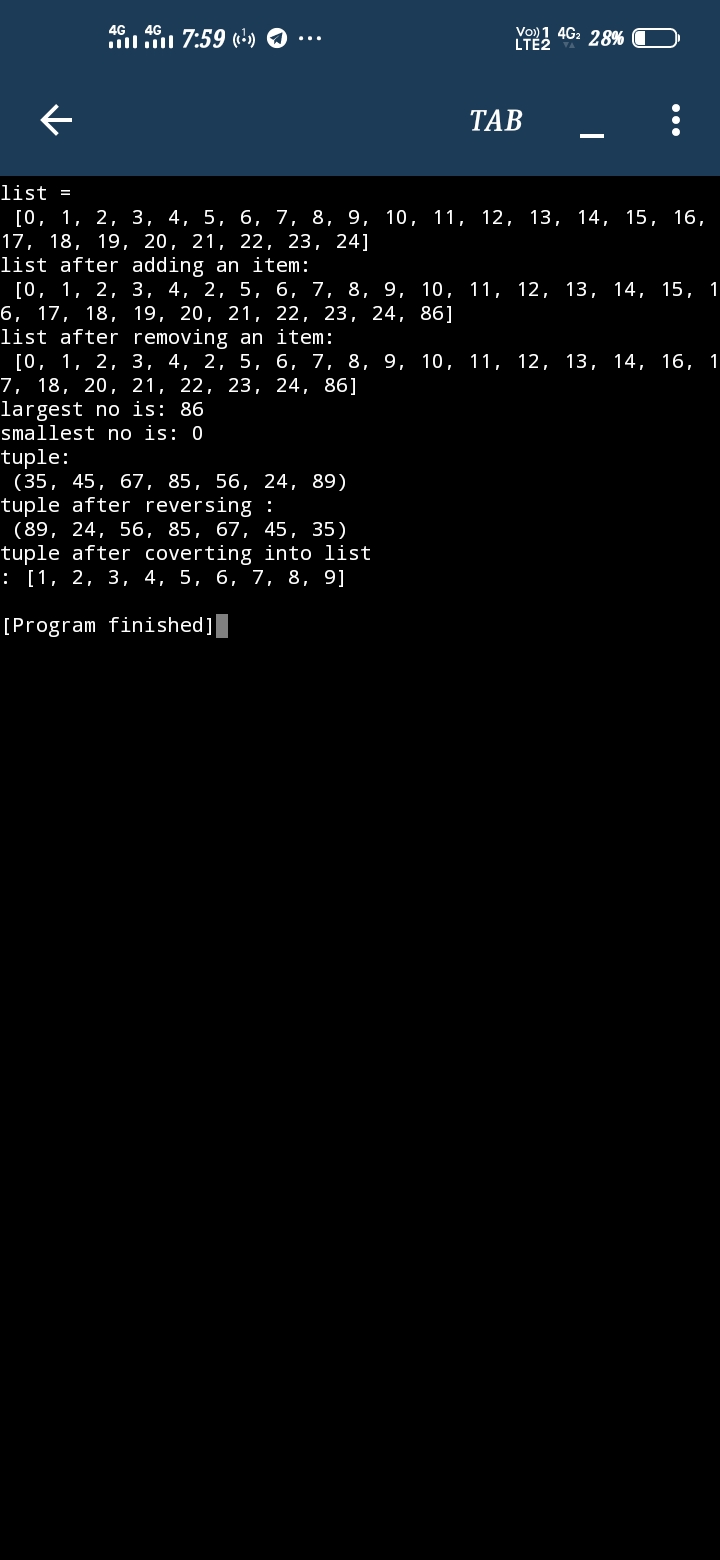 4G 4G 7:59 ... Vo)) 1 LTE2 4G2 28%
TAB _
list =
[0, 1, 2, 3, 4, 5, 6, 7, 8, 9, 10, 11, 12, 13, 14, 15, 16,
17, 18, 19, 20, 21, 22, 23, 24]
list after adding an item:
[0, 1, 2, 3, 4, 2, 5, 6, 7, 8, 9, 10, 11, 12, 13, 14, 15, 1
6, 17, 18, 19, 20, 21, 22, 23, 24, 86]
list after removing an item:
[0, 1, 2, 3, 4, 2, 5, 6, 7, 8, 9, 10, 11, 12, 13, 14, 16, 1
7, 18, 20, 21, 22, 23, 24, 86]
largest no is: 86
smallest no is: 0
tuple:
(35, 45, 67, 85, 56, 24, 89)
tuple after reversing :
(89, 24, 56, 85, 67, 45, 35)
tuple after coverting into list
: [1, 2, 3, 4, 5, 6, 7, 8, 9]
[Program finished]